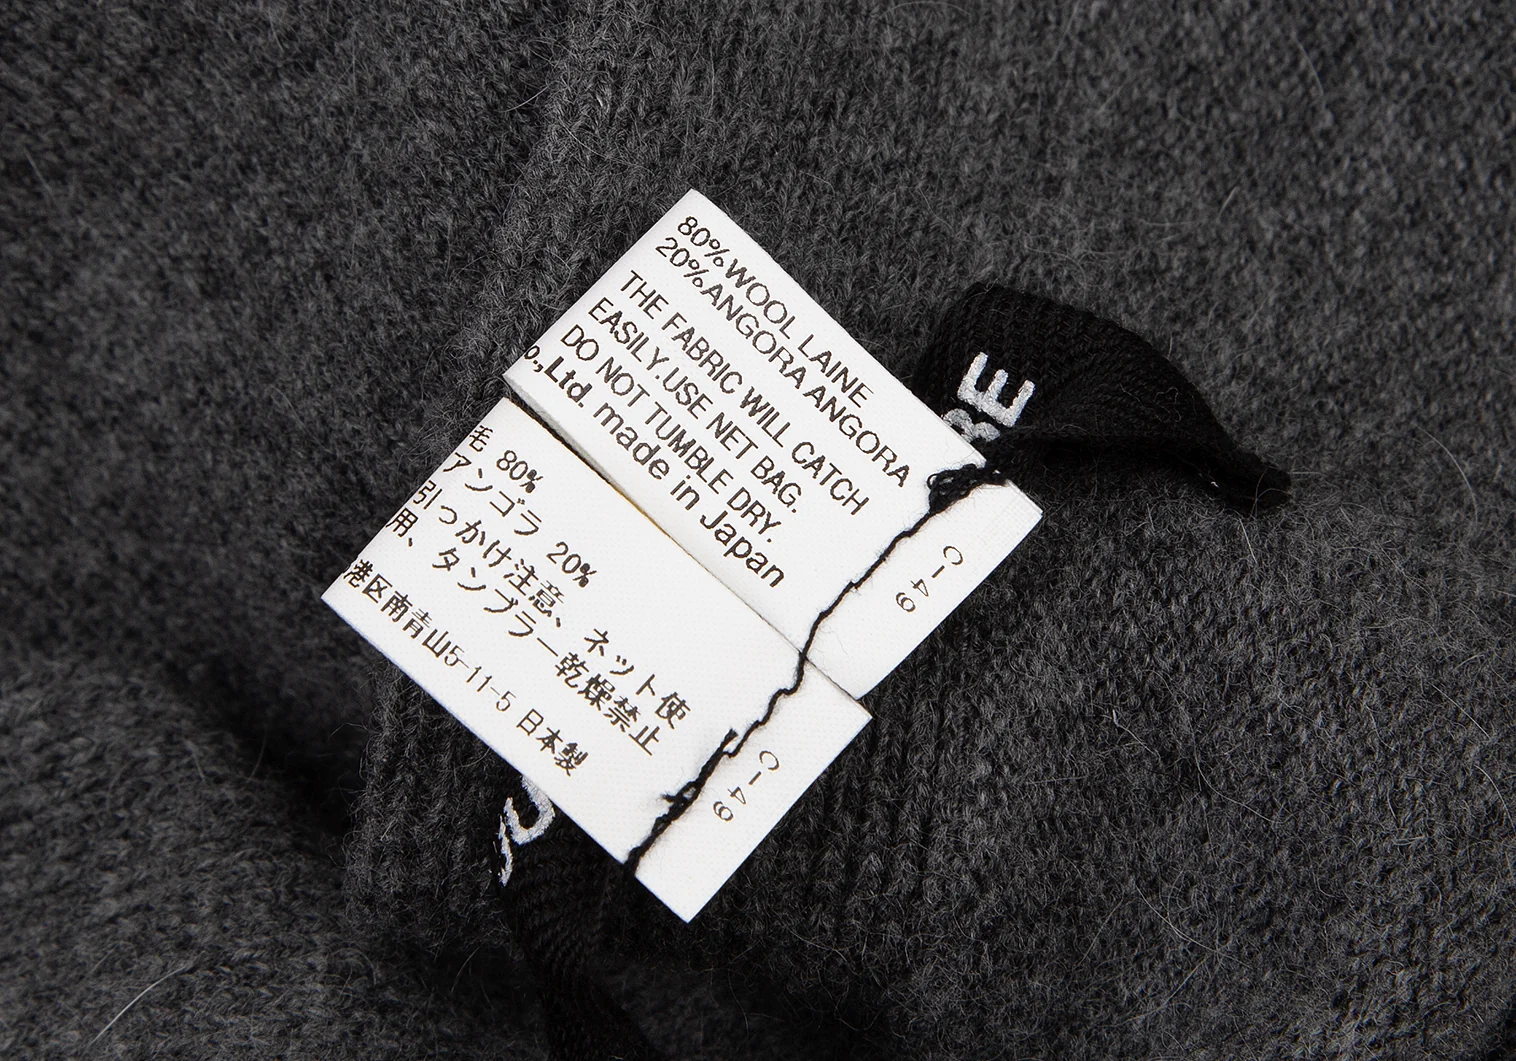 80%WOOL LAINE
20%ANGORA ANGORA
THE FABRIC WILL CATCH
EASILY.USE NET BAG.
DO NOT TUMBLE DRY.
o.,Ltd. made in Japan
0-49
RE
毛 80%
アンゴラ 20%
引っかけ注意、ネット使
用、タンブラー乾燥禁止
港区南青山5-11-5 日本製
0-49